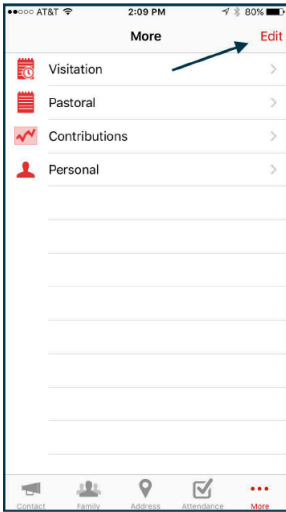 AT&T 2:09 PM 80%
More Edit
Visitation
Pastoral
Contributions
Personal
Contact Family Address Attendance More